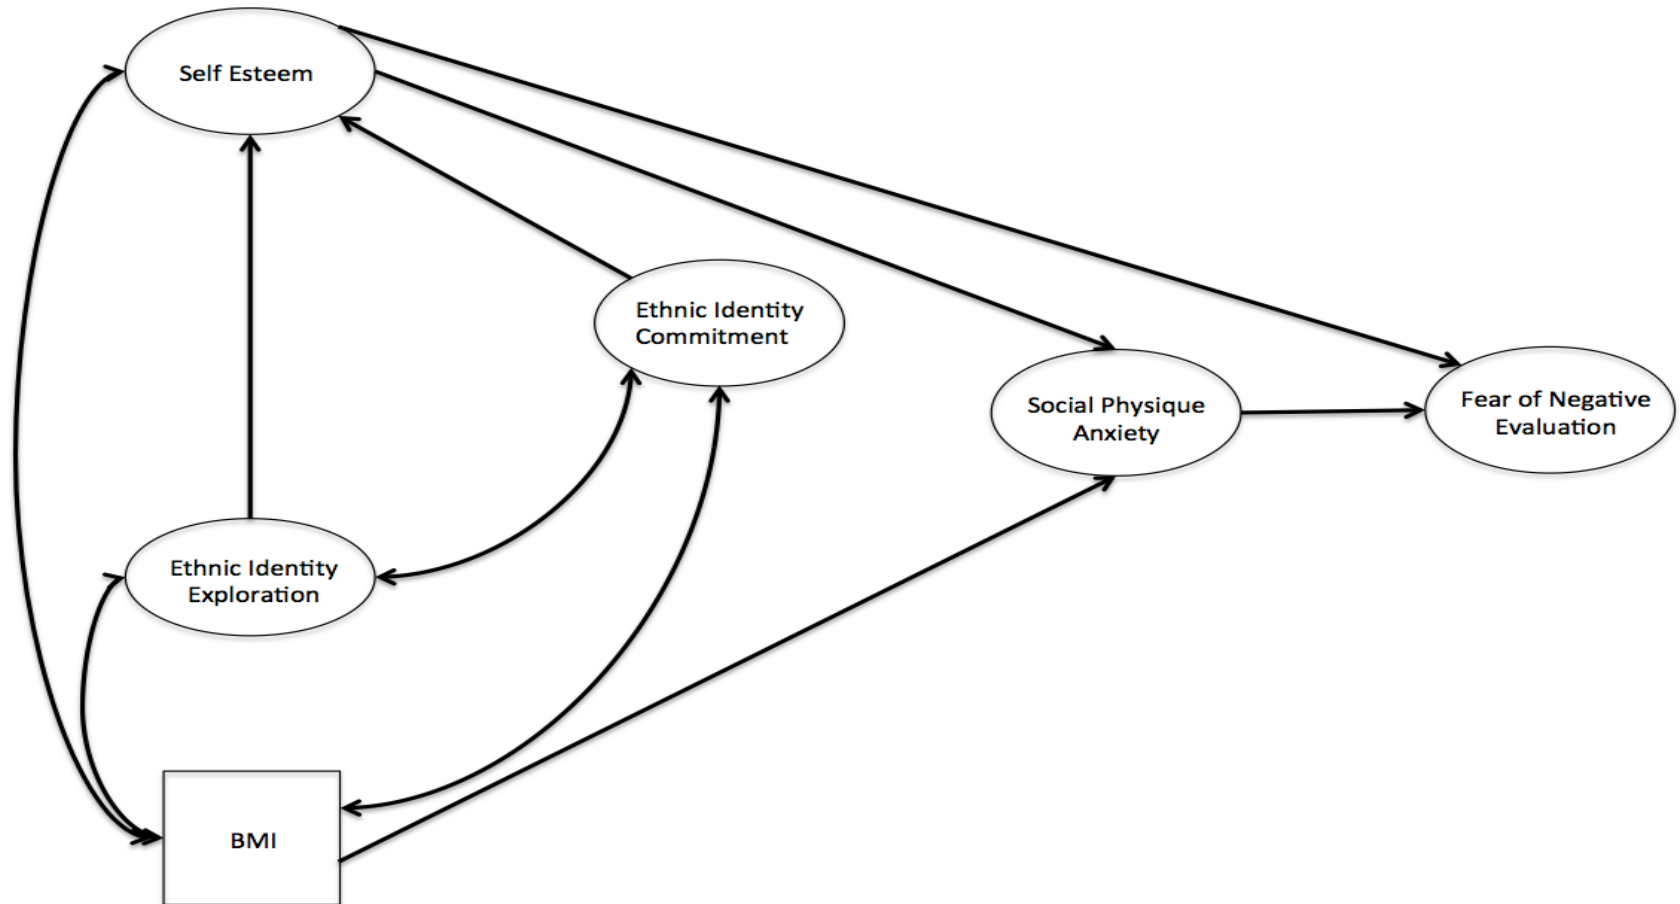 Self Esteem
Ethnic Identity
Commitment
Social Physique
Anxiety
Fear of Negative
Evaluation
Ethnic Identity
Exploration
BMI